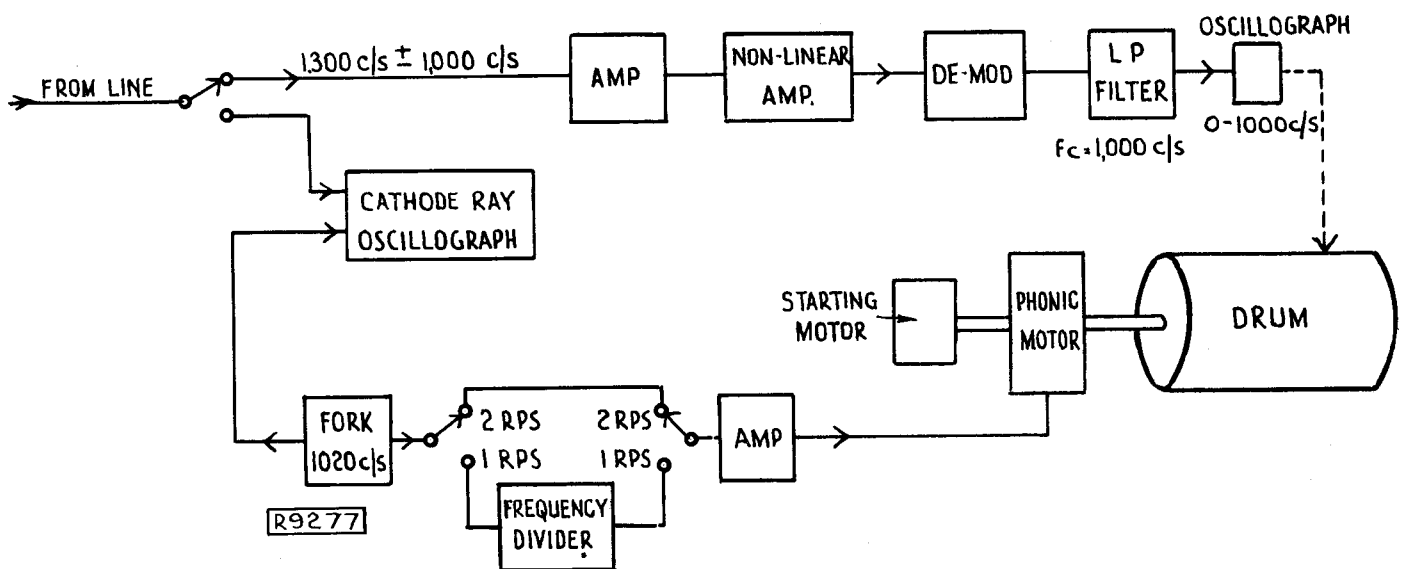 FROM LINE
1,300 c/s ± 1,000 c/s
AMP
NON-LINEAR
AMP.
DE-MOD
L P
FILTER
Fc = 1,000 c/s
OSCILLOGRAPH
0-1000c/s
CATHODE RAY
OSCILLOGRAPH
STARTING
MOTOR
PHONIC
MOTOR
DRUM
FORK
1020c/s
2 RPS
2 RPS
1 RPS
1 RPS
AMP
FREQUENCY
DIVIDER.
R9277